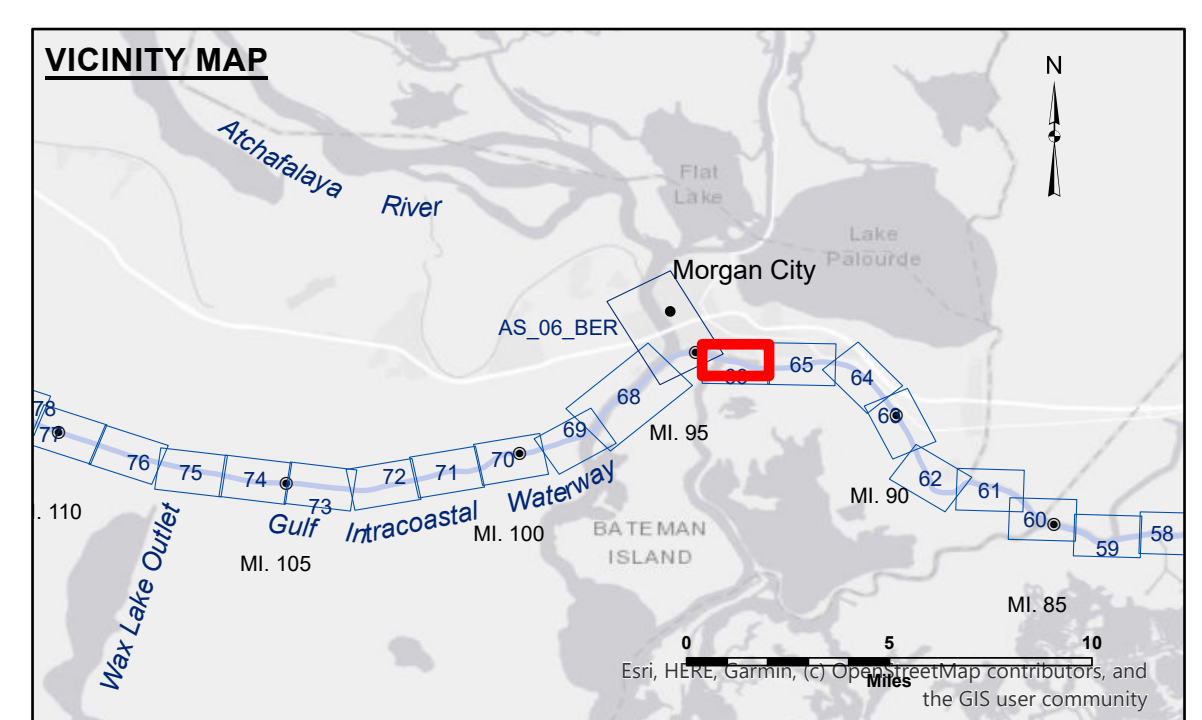 VICINITY MAP
N
Atchafalaya
River
Flat
Lake
Lake
Palourde
Morgan City
AS_06_BER
65
64
63
68
MI. 95
69
78
77
76
75
74
73
72
71
70
62
61
60
59
58
MI. 90
. 110
Wax Lake Outlet
Gulf
Intracoastal
Waterway
MI. 100
MI. 105
BATEMAN
ISLAND
MI. 85
0
5
10
Miles
Esri, HERE, Garmin, (c) OpenStreetMap contributors, and
the GIS user community